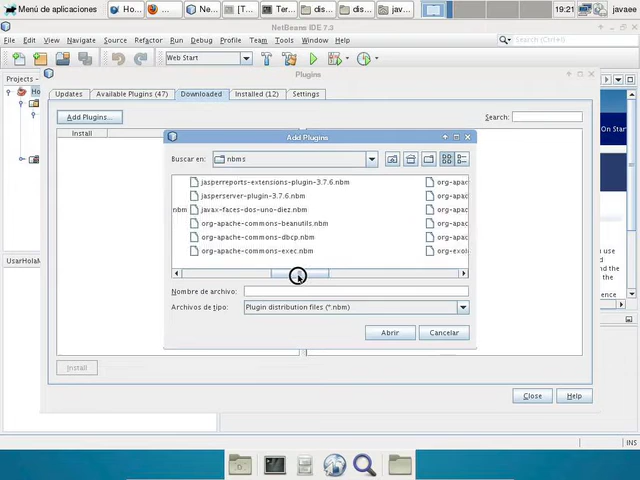 Menú de aplicaciones
Ho...
Ne...
[T...
[Tr...
dis...
dis...
jav...
19:21
javaee
NetBeans IDE 7.3
File Edit View Navigate Source Refactor Run Debug Profile Team Tools Window Help
Search (Ctrl+I)
Web Start
Projects
Plugins
Updates
Available Plugins (47)
Downloaded
Installed (12)
Settings
Add Plugins...
Search:
Install
On Start
Add Plugins
Buscar en:
nbms
jasperreports-extensions-plugin-3.7.6.nbm
jasperserver-plugin-3.7.6.nbm
nbm
javax-faces-dos-uno-diez.nbm
org-apache-commons-beanutils.nbm
org-apache-commons-dbcp.nbm
org-apache-commons-exec.nbm
org-apac
org-apac
org-apac
org-apac
org-apac
org-exol
Nombre de archivo:
Archivos de tipo:
Plugin distribution files (*.nbm)
Abrir
Cancelar
UsarHolaM
Install
Close
Help
INS